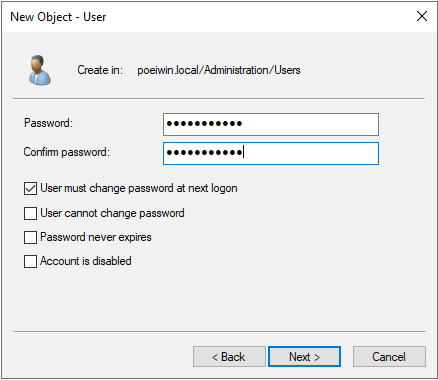 New Object - User
Create in: poeiwin.local/Administration/Users
Password: ●●●●●●●●●●●
Confirm password: ●●●●●●●●●●●
User must change password at next logon
User cannot change password
Password never expires
Account is disabled
< Back Next > Cancel